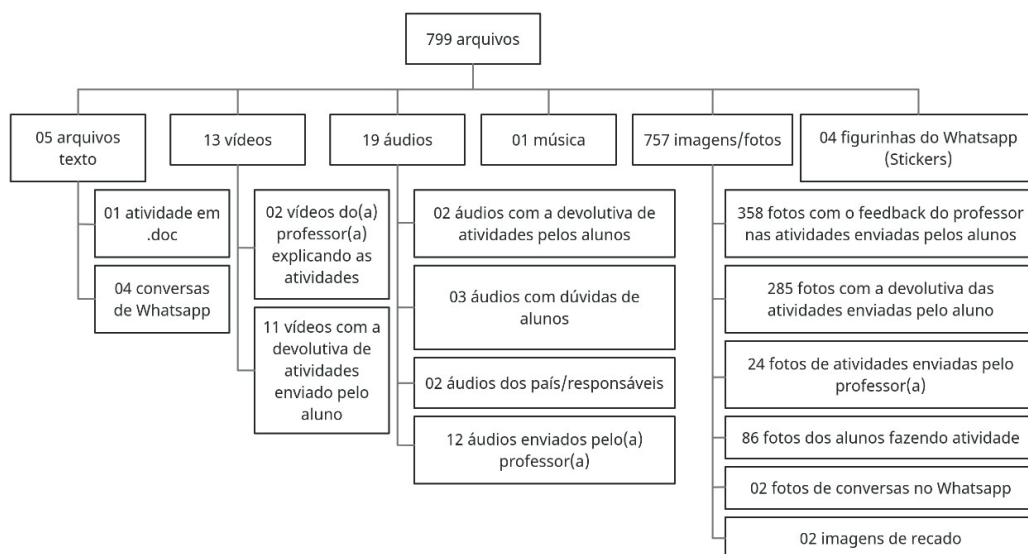 799 arquivos
05 arquivos
texto
13 vídeos
19 áudios
01 música
757 imagens/fotos
04 figurinhas do Whatsapp
(Stickers)
01 atividade em
.doc
04 conversas
de Whatsapp
02 vídeos do(a)
professor(a)
explicando as
atividades
11 vídeos com a
devolutiva de
atividades
enviado pelo
aluno
02 áudios com a devolutiva de
atividades pelos alunos
03 áudios com dúvidas de
alunos
02 áudios dos país/responsáveis
12 áudios enviados pelo(a)
professor(a)
358 fotos com o feedback do professor
nas atividades enviadas pelos alunos
285 fotos com a devolutiva das
atividades enviadas pelo aluno
24 fotos de atividades enviadas pelo
professor(a)
86 fotos dos alunos fazendo atividade
02 fotos de conversas no Whatsapp
02 imagens de recado